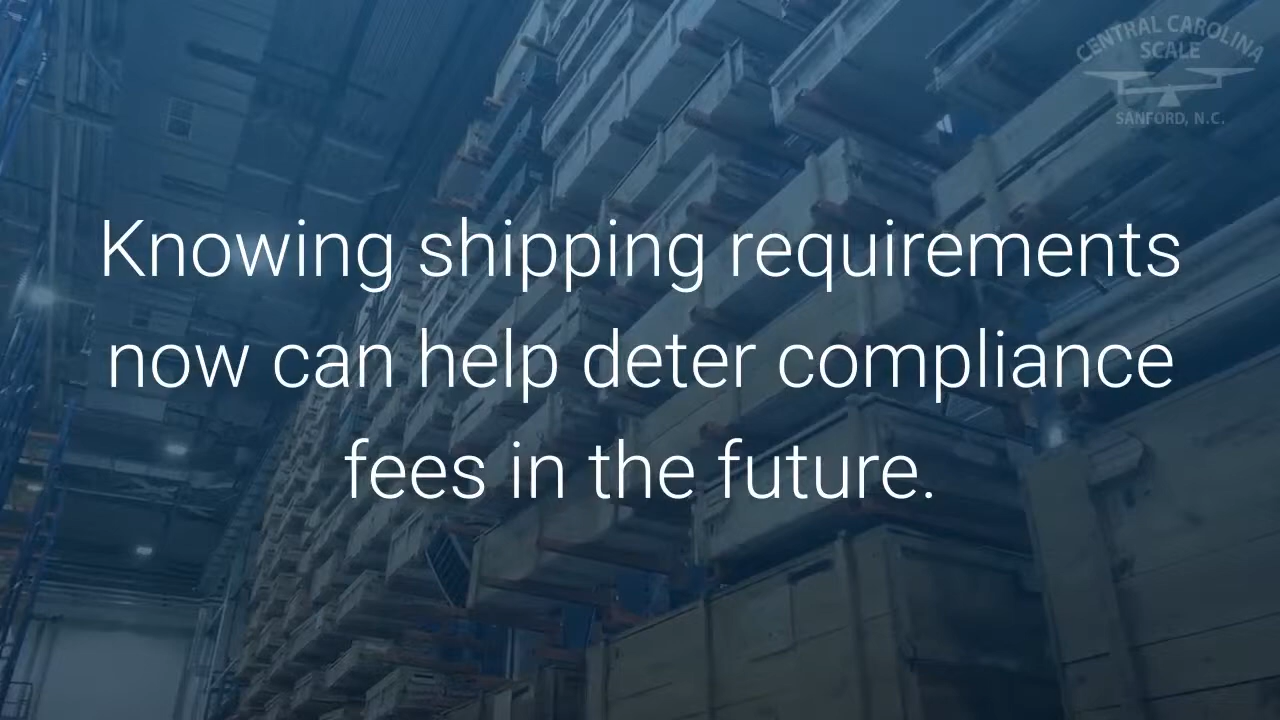 CENTRAL CAROLINA
SCALE
SANFORD, N.C.
Knowing shipping requirements
now can help deter compliance
fees in the future.